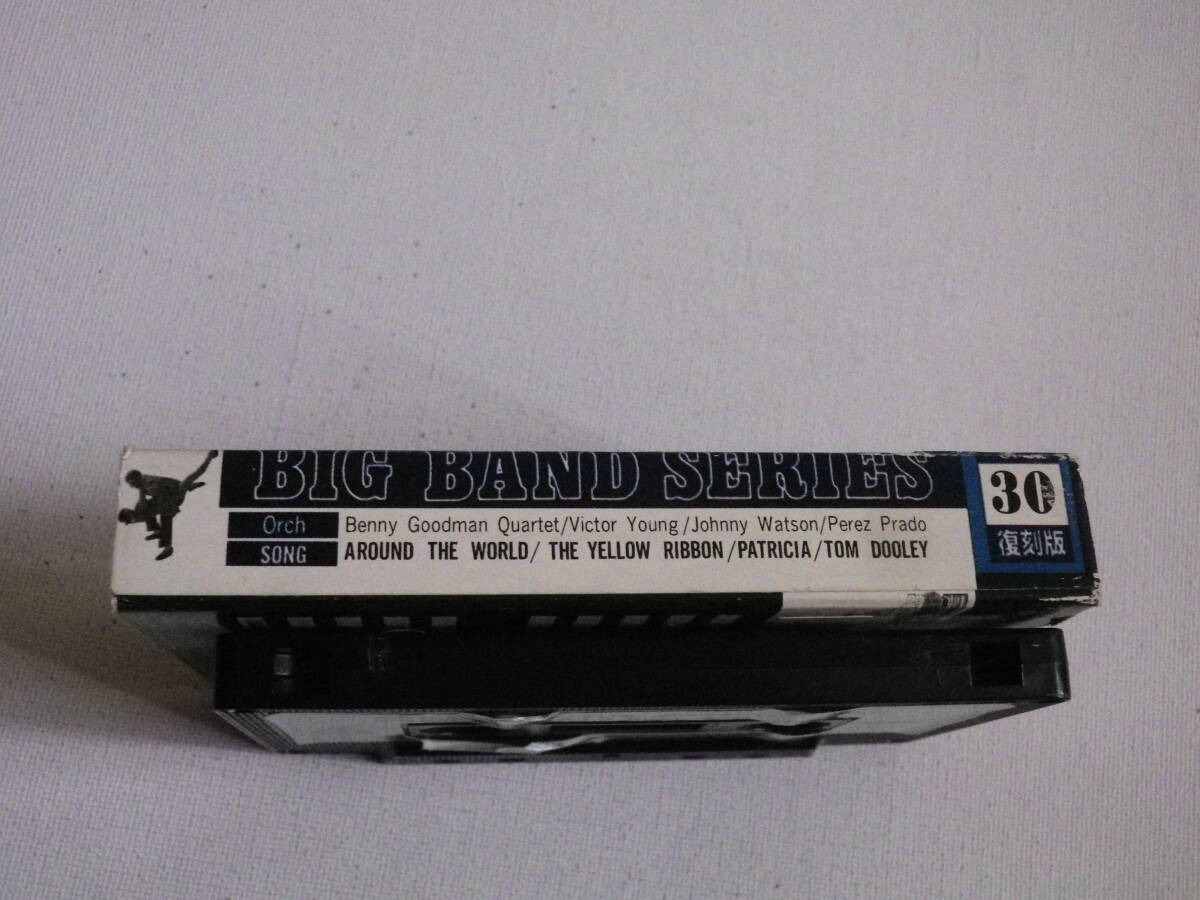 BIG BAND SERIES
30
復刻版
Orch Benny Goodman Quartet/Victor Young/Johnny Watson/Perez Prado
SONG AROUND THE WORLD/ THE YELLOW RIBBON/PATRICIA/TOM DOOLEY